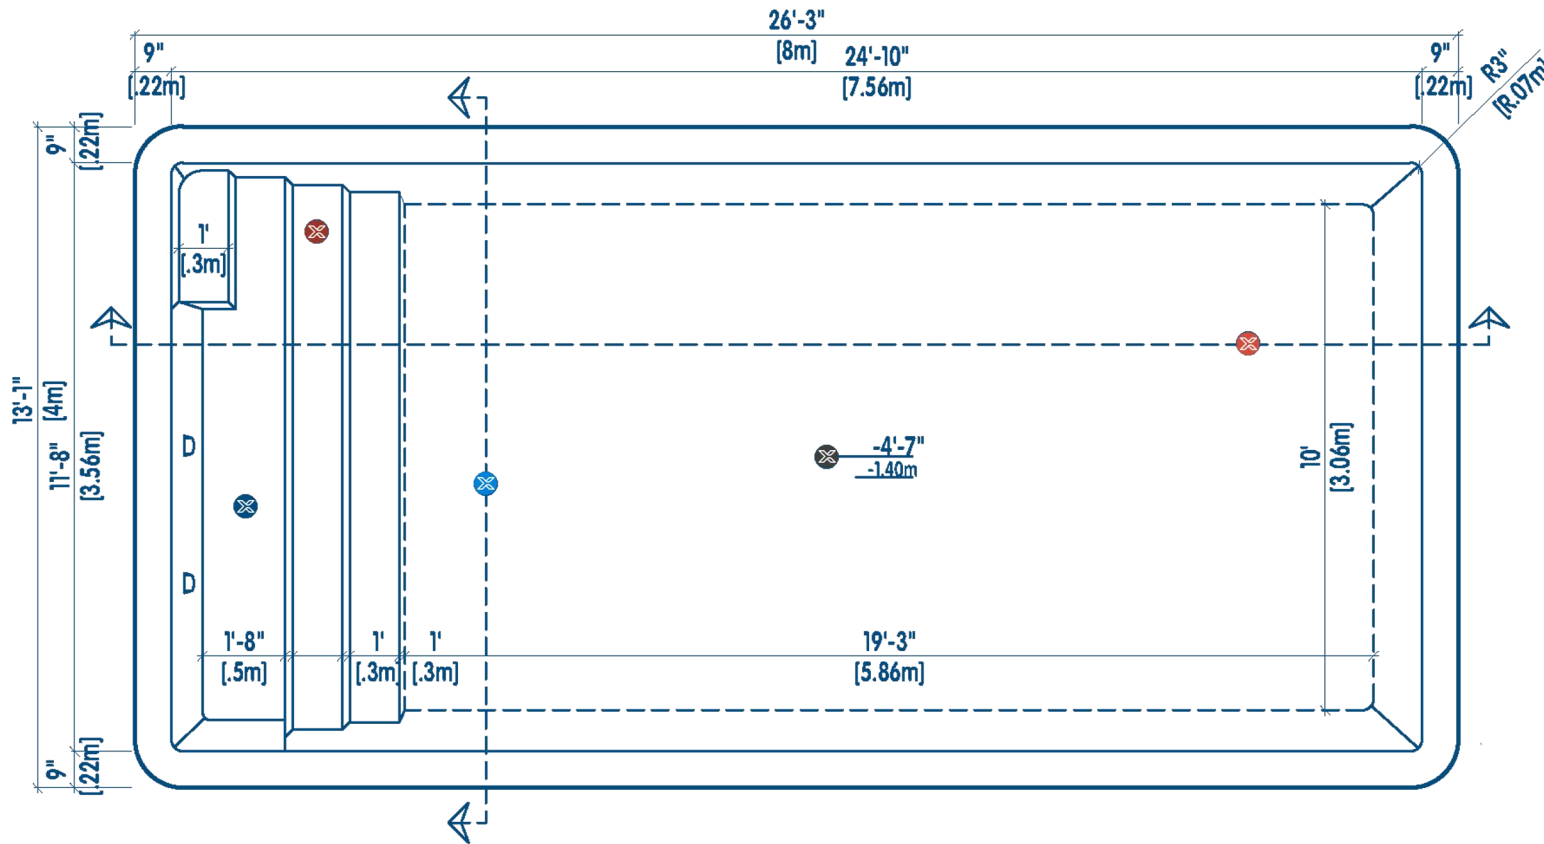 26'-3"
[8m]
9"
[.22m]
24'-10"
[7.56m]
9"
[.22m]
R3"
[R.07m]
9"
[.22m]
1'
[.3m]
13'-1"
[4m]
11'-8"
[3.56m]
D
D
-4'-7"
-1.40m
10'
[3.06m]
1'-8"
[.5m]
1'
[.3m]
1'
[.3m]
19'-3"
[5.86m]
9"
[.22m]